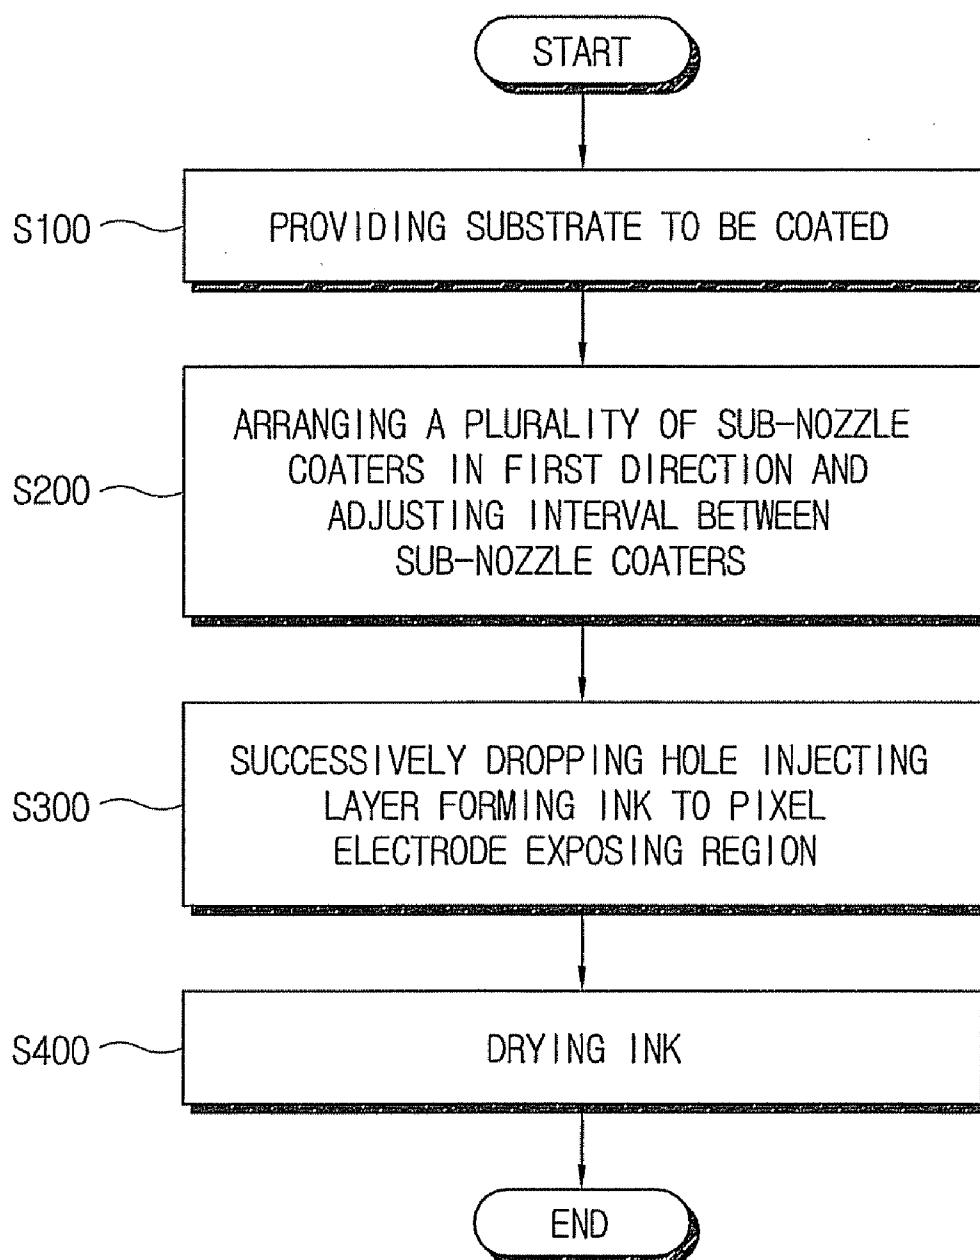 START
S100
PROVIDING SUBSTRATE TO BE COATED
S200
ARRANGING A PLURALITY OF SUB-NOZZLE
COATERS IN FIRST DIRECTION AND
ADJUSTING INTERVAL BETWEEN
SUB-NOZZLE COATERS
S300
SUCCESSIVELY DROPPING HOLE INJECTING
LAYER FORMING INK TO PIXEL
ELECTRODE EXPOSING REGION
S400
DRYING INK
END